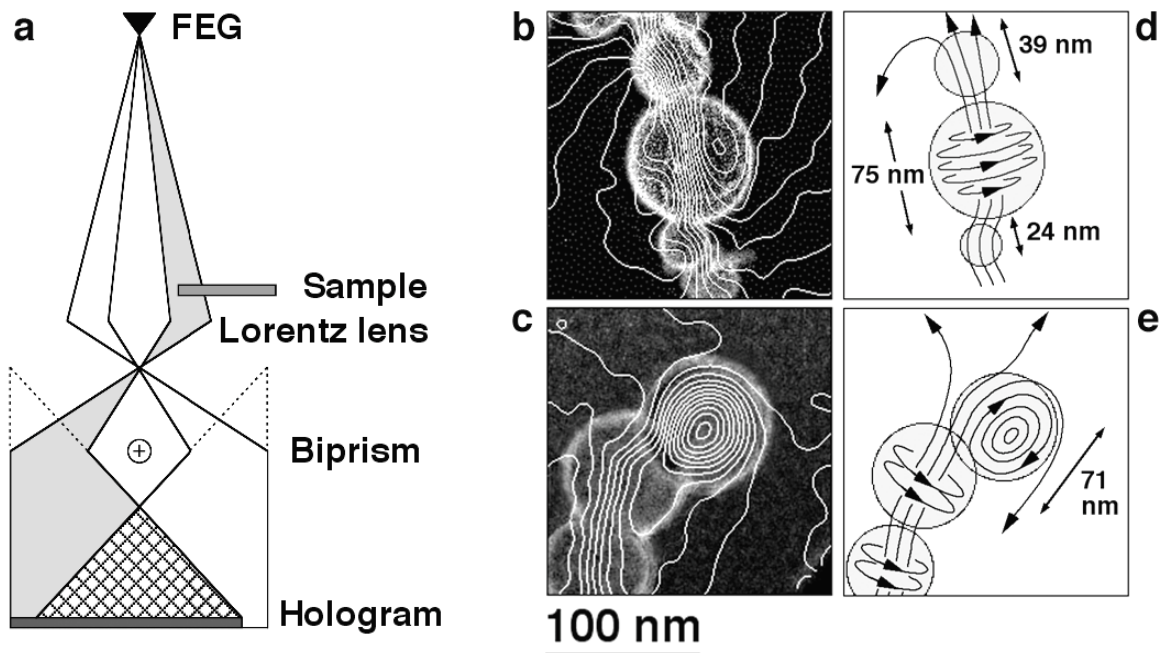 a
FEG
Sample
Lorentz lens
Biprism
Hologram
b
c
100 nm
d
39 nm
75 nm
24 nm
e
71
nm